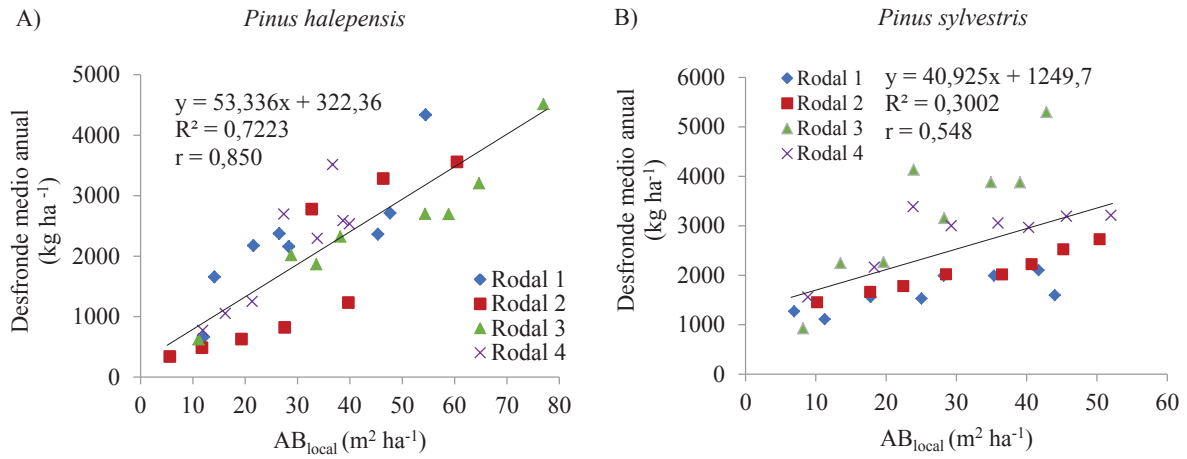 A)
Pinus halepensis
Desfronde medio anual
(kg ha ⁻¹)
5000
4000
3000
2000
1000
0
y = 53,336x + 322,36
R² = 0,7223
r = 0,850
Rodal 1
Rodal 2
Rodal 3
Rodal 4
0 10 20 30 40 50 60 70 80
AB_local (m² ha⁻¹)
B)
Pinus sylvestris
Desfronde medio anual
(kg ha⁻¹)
6000
5000
4000
3000
2000
1000
0
Rodal 1
Rodal 2
Rodal 3
Rodal 4
y = 40,925x + 1249,7
R² = 0,3002
r = 0,548
0 10 20 30 40 50 60
AB_local (m² ha⁻¹)